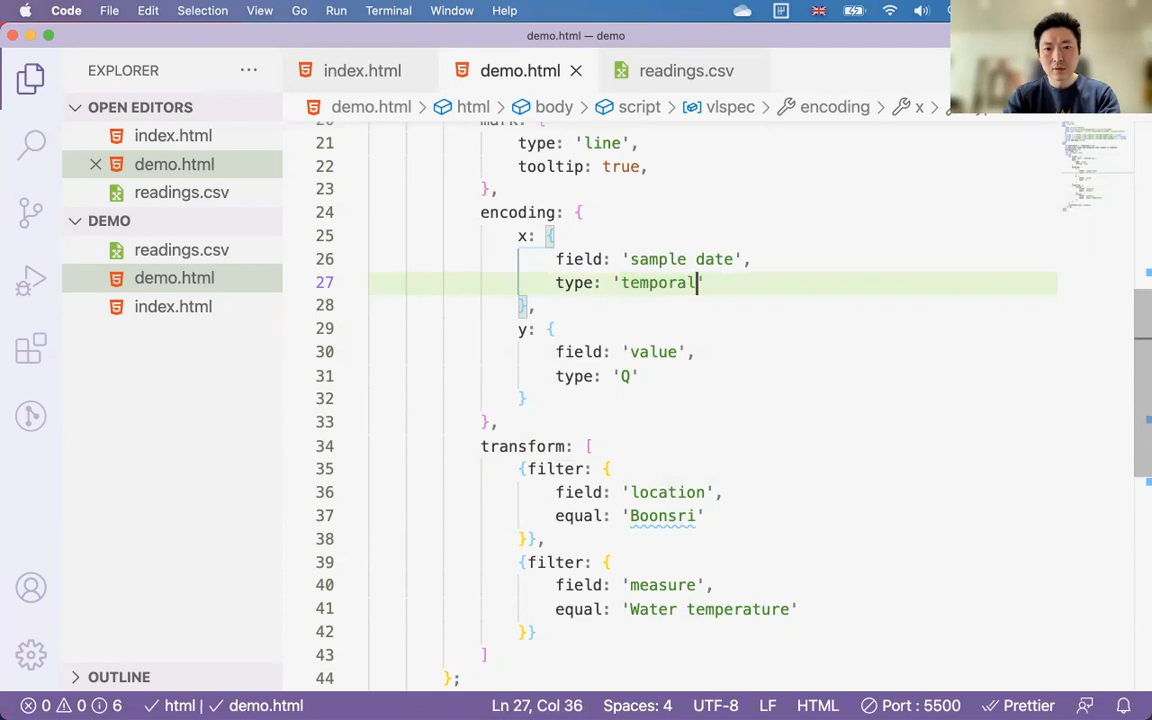 Code File Edit Selection View Go Run Terminal Window Help
demo.html — demo
EXPLORER ···
index.html demo.html readings.csv
OPEN EDITORS
demo.html > html > body > script > vlspec > encoding > x >
index.html
demo.html
readings.csv
DEMO
readings.csv
demo.html
index.html
OUTLINE
21 type: 'line',
22 tooltip: true,
23 },
24 encoding: {
25 x: {
26 field: 'sample date',
27 type: 'temporal'
28 },
29 y: {
30 field: 'value',
31 type: 'Q'
32 }
33 },
34 transform: [
35 {filter: {
36 field: 'location',
37 equal: 'Boonsri'
38 }},
39 {filter: {
40 field: 'measure',
41 equal: 'Water temperature'
42 }}
43 ]
44 };
0 0 6 html | demo.html Ln 27, Col 36 Spaces: 4 UTF-8 LF HTML Port : 5500 Prettier